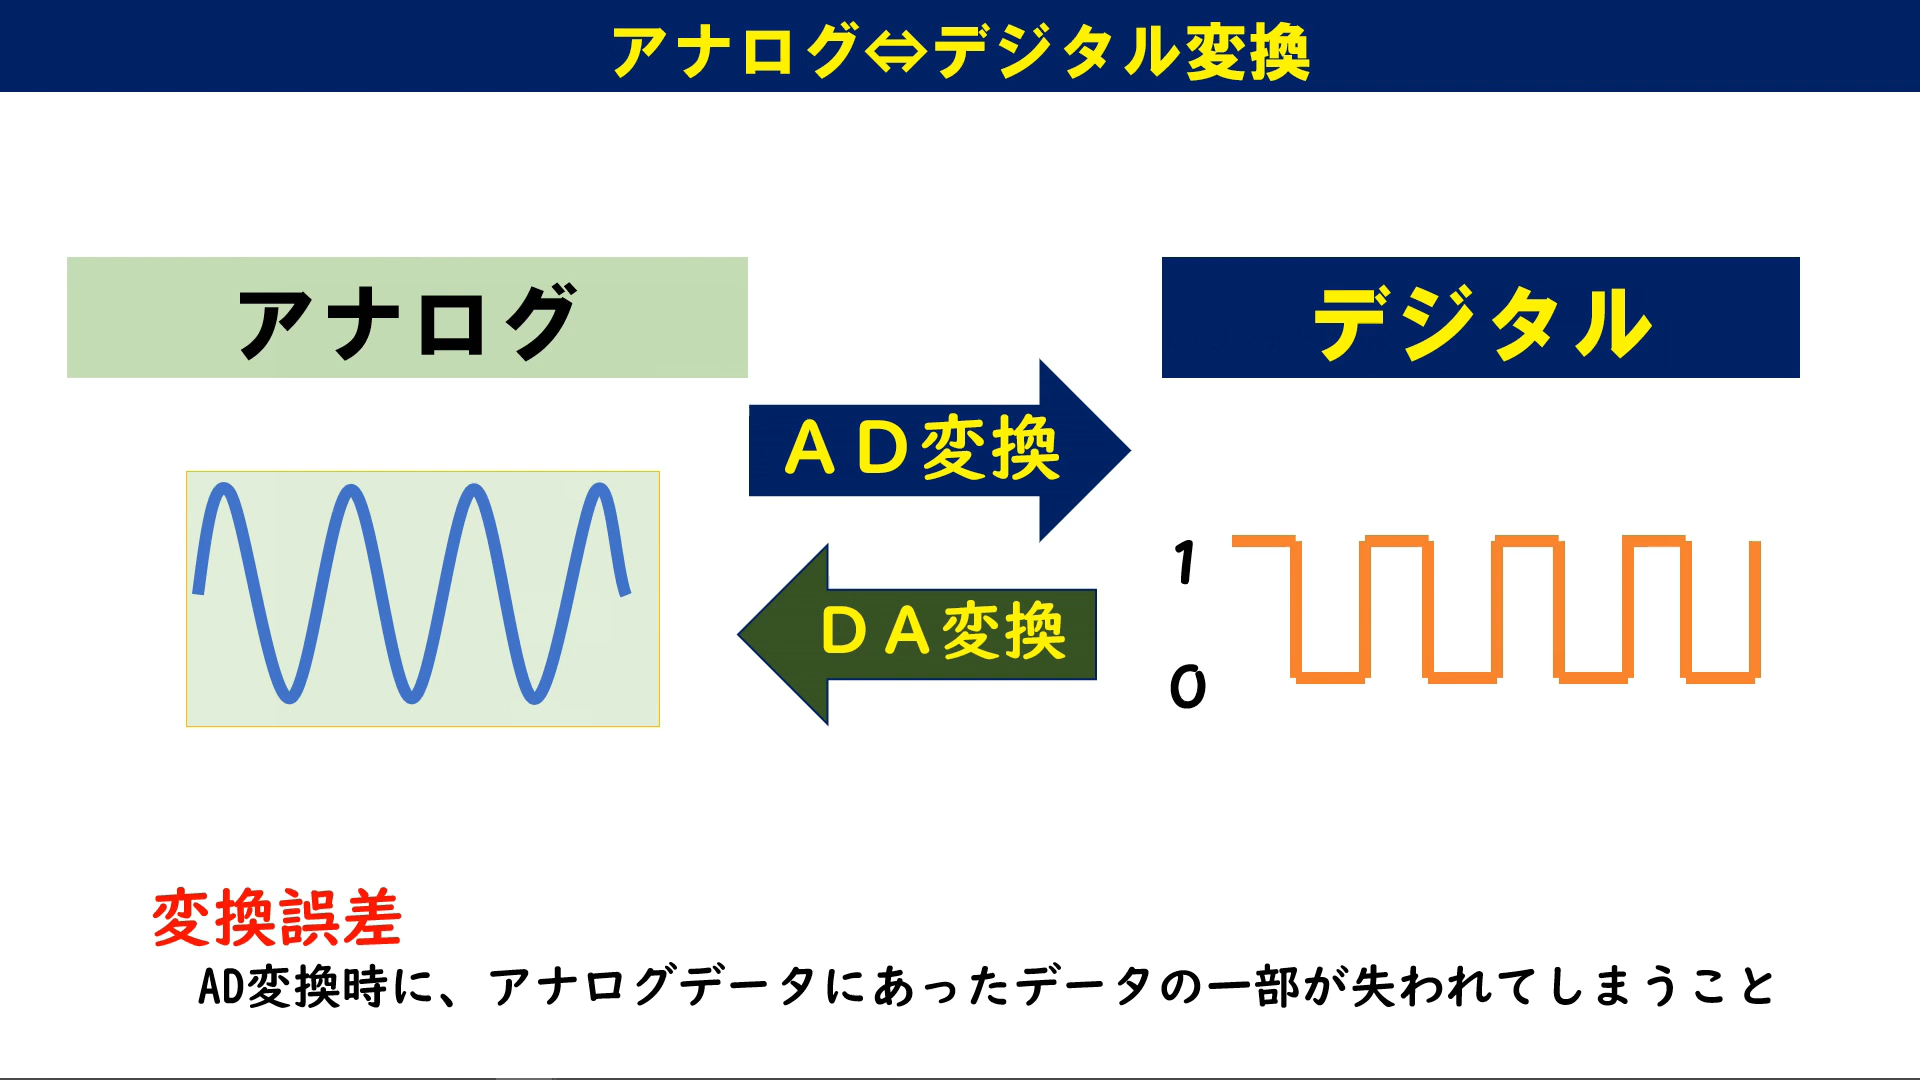 アナログ⇔デジタル変換
アナログ
デジタル
ＡＤ変換
ＤＡ変換
1
0
変換誤差
AD変換時に、アナログデータにあったデータの一部が失われてしまうこと